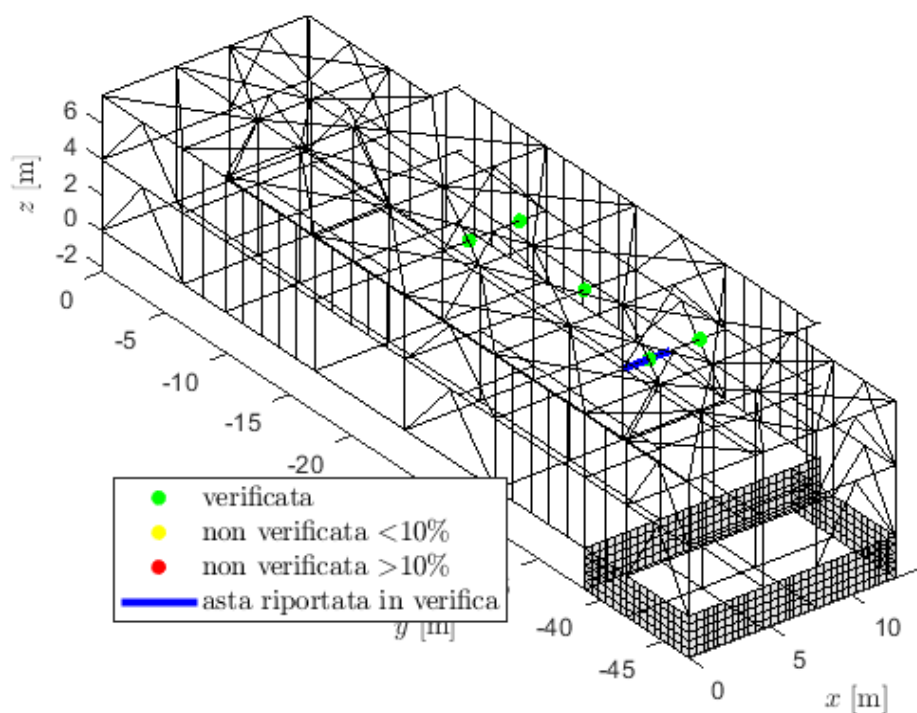 6
4
2
0
-2
z [m]
0
-5
-10
-15
-20
-40
-45
y [m]
0
5
10
x [m]
verificata
non verificata <10%
non verificata >10%
asta riportata in verifica